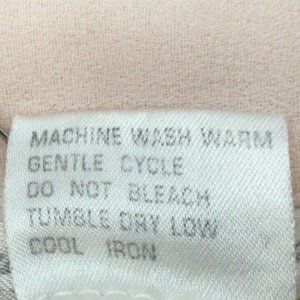 MACHINE WASH WARM
GENTLE CYCLE
DO NOT BLEACH
TUMBLE DRY LOW
COOL IRON